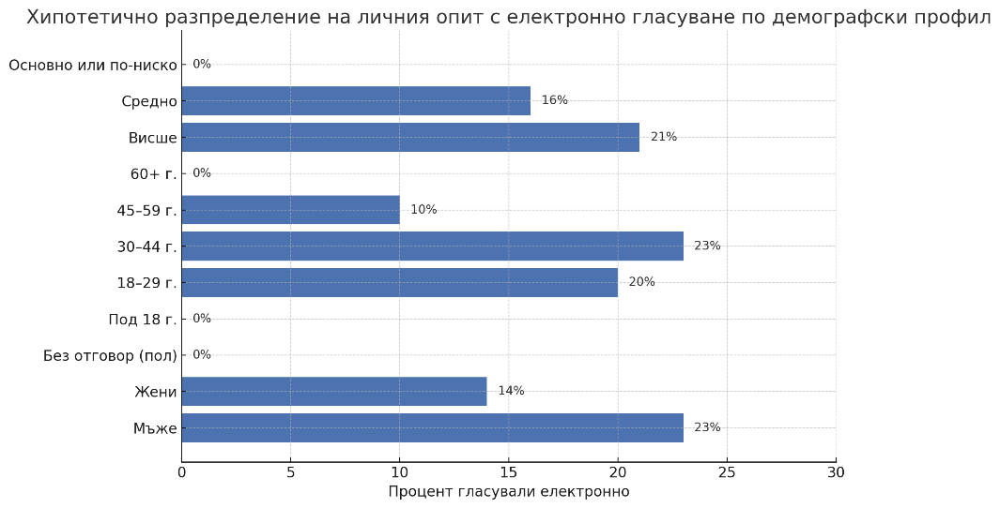 Хипотетично разпределение на личния опит с електронно гласуване по демографски профил
Основно или по-ниско 0%
Средно 16%
Висше 21%
60+ г. 0%
45–59 г. 10%
30–44 г. 23%
18–29 г. 20%
Под 18 г. 0%
Без отговор (пол) 0%
Жени 14%
Мъже 23%
0 5 10 15 20 25 30
Процент гласували електронно